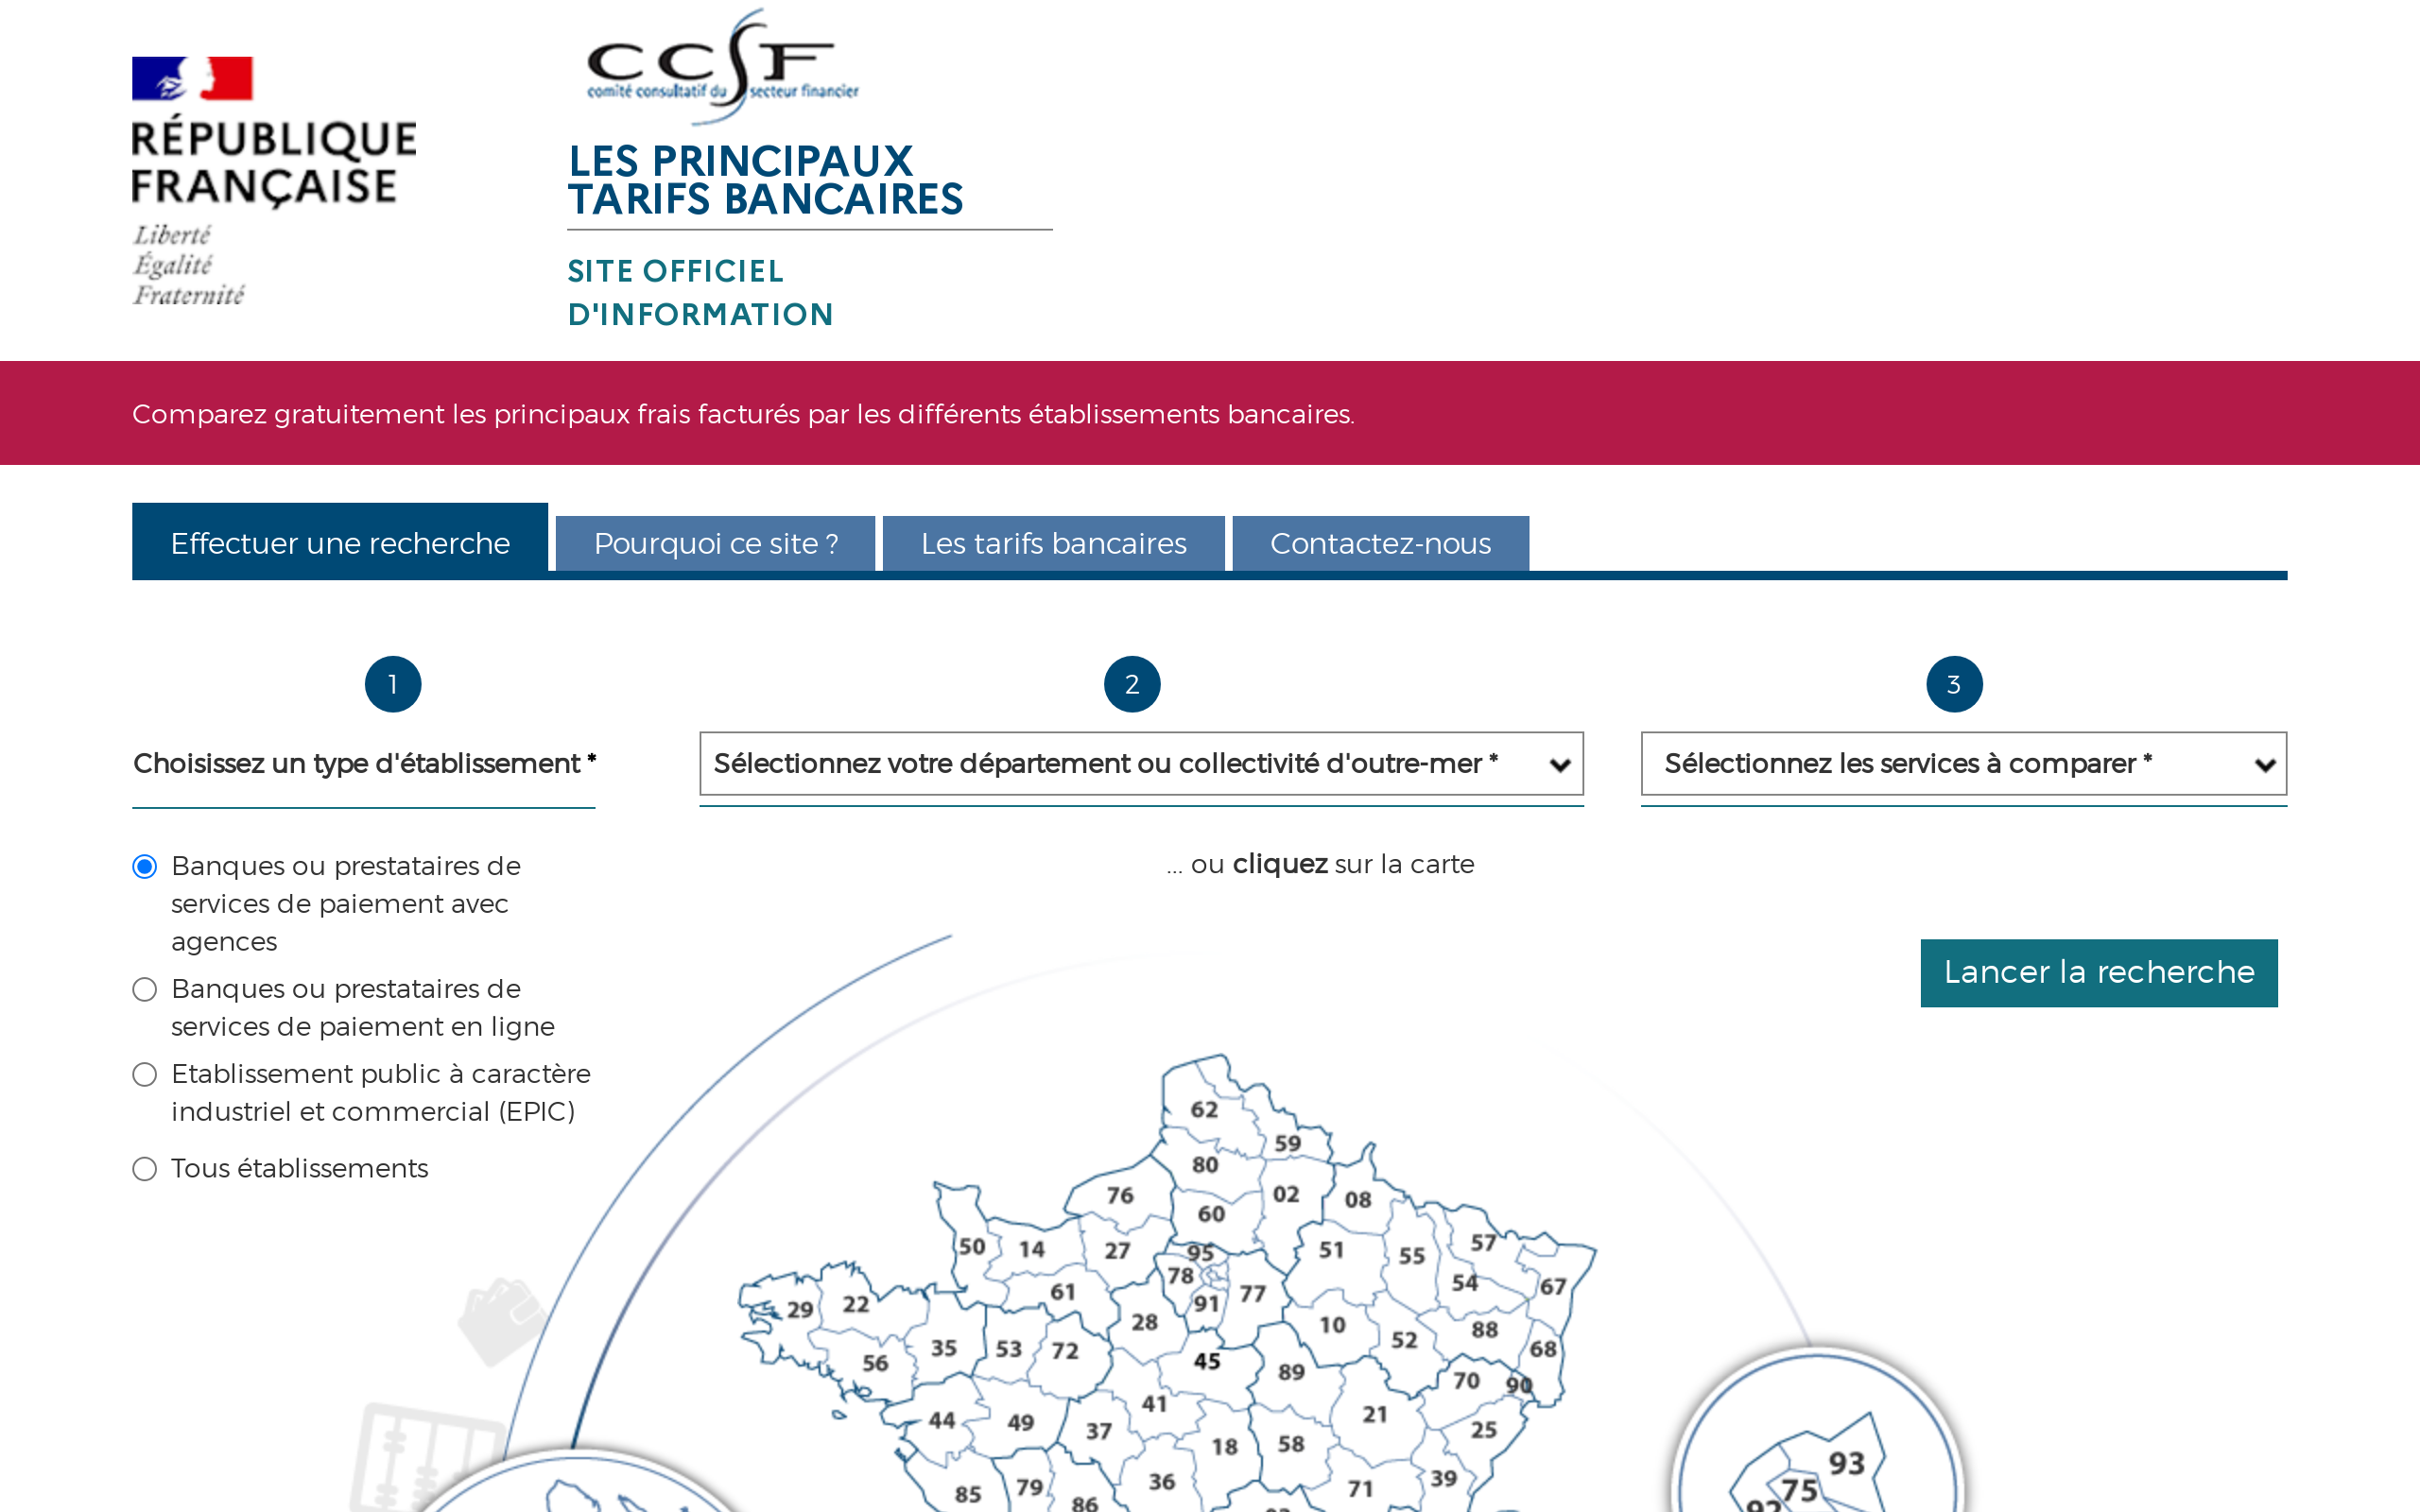 RÉPUBLIQUE
FRANÇAISE
Liberté
Égalité
Fraternité
CCSF
comité consultatif du secteur financier
LES PRINCIPAUX
TARIFS BANCAIRES
SITE OFFICIEL
D'INFORMATION
Comparez gratuitement les principaux frais facturés par les différents établissements bancaires.
Effectuer une recherche
Pourquoi ce site ?
Les tarifs bancaires
Contactez-nous
1
Choisissez un type d'établissement *
Banques ou prestataires de
services de paiement avec
agences
Banques ou prestataires de
services de paiement en ligne
Etablissement public à caractère
industriel et commercial (EPIC)
Tous établissements
2
Sélectionnez votre département ou collectivité d'outre-mer *
... ou cliquez sur la carte
3
Sélectionnez les services à comparer *
Lancer la recherche
62
59
80
76
02
08
60
50
14
27
95
51
55
57
78
54
67
61
91
77
29
22
28
10
88
52
35
53
72
68
56
45
89
70
90
41
21
44
49
37
25
18
58
36
39
85
79
71
86
93
75
92